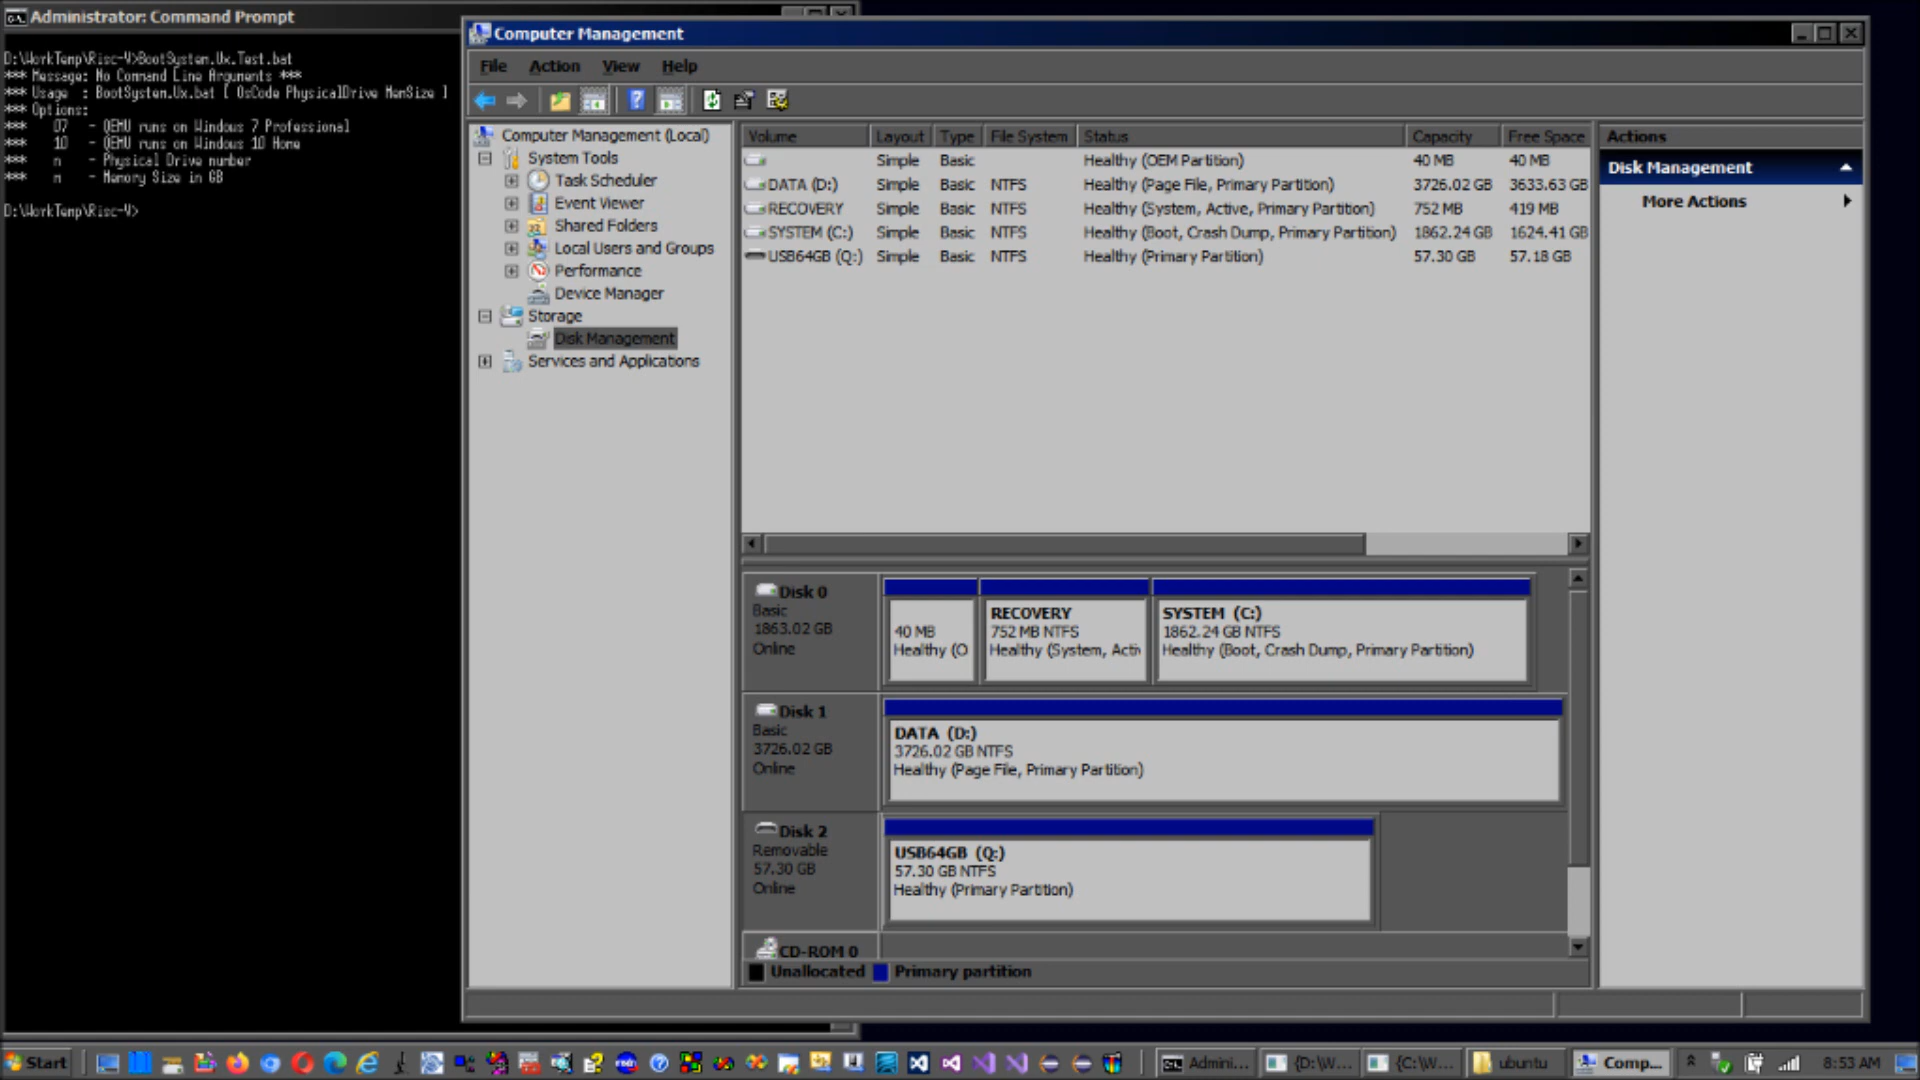 Administrator: Command Prompt
D:\WorkTemp\Risc-V>BootSystem.Ux.Test.bat
*** Message: No Command Line Arguments ***
*** Usage  : BootSystem.Ux.bat [ OsCode PhysicalDrive MemSize ]
*** Options:
***    07   - QEMU runs on Windows 7 Professional
***    10   - QEMU runs on Windows 10 Home
***    n    - Physical Drive number
***    m    - Memory Size in GB
D:\WorkTemp\Risc-V>
Computer Management
File Action View Help
Computer Management (Local)
System Tools
Task Scheduler
Event Viewer
Shared Folders
Local Users and Groups
Performance
Device Manager
Storage
Disk Management
Services and Applications
Volume Layout Type File System Status Capacity Free Space
Simple Basic Healthy (OEM Partition) 40 MB 40 MB
DATA (D:) Simple Basic NTFS Healthy (Page File, Primary Partition) 3726.02 GB 3633.63 GB
RECOVERY Simple Basic NTFS Healthy (System, Active, Primary Partition) 752 MB 419 MB
SYSTEM (C:) Simple Basic NTFS Healthy (Boot, Crash Dump, Primary Partition) 1862.24 GB 1624.41 GB
USB64GB (Q:) Simple Basic NTFS Healthy (Primary Partition) 57.30 GB 57.18 GB
Disk 0
Basic
1863.02 GB
Online
40 MB
Healthy (O
RECOVERY
752 MB NTFS
Healthy (System, Activ
SYSTEM (C:)
1862.24 GB NTFS
Healthy (Boot, Crash Dump, Primary Partition)
Disk 1
Basic
3726.02 GB
Online
DATA (D:)
3726.02 GB NTFS
Healthy (Page File, Primary Partition)
Disk 2
Removable
57.30 GB
Online
USB64GB (Q:)
57.30 GB NTFS
Healthy (Primary Partition)
CD-ROM 0
Unallocated Primary partition
Actions
Disk Management
More Actions
Start Admini... {D:\W... {C:\W... ubuntu Comp... 8:53 AM